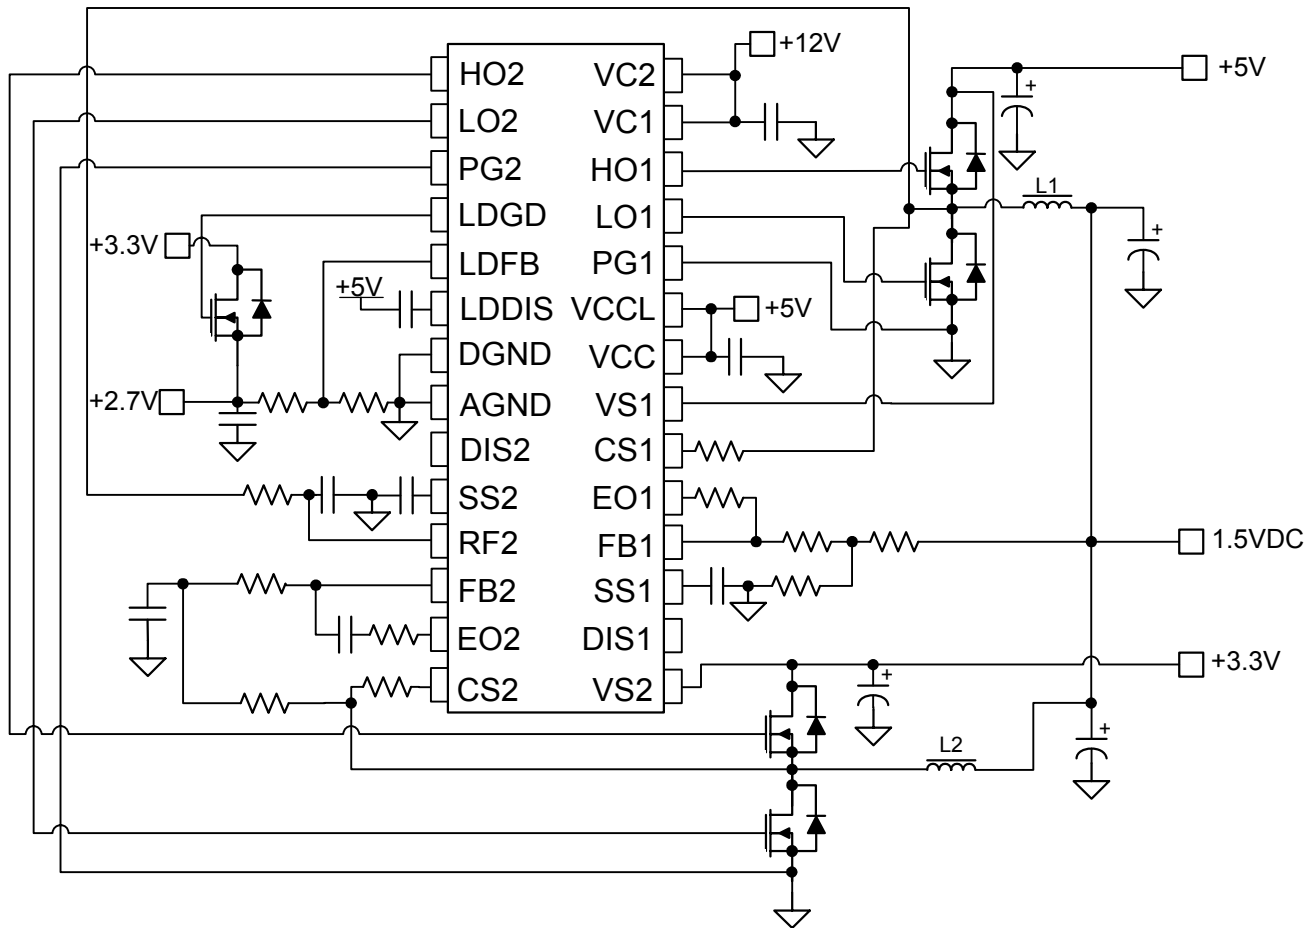 +12V
HO2 VC2
+5V
LO2 VC1
PG2 HO1
L1
LDGD LO1
+3.3V
LDFB PG1
+5V
LDDIS VCCL +5V
DGND VCC
+2.7V AGND VS1
DIS2 CS1
SS2 EO1
RF2 FB1 1.5VDC
FB2 SS1
EO2 DIS1
+3.3V
CS2 VS2
L2